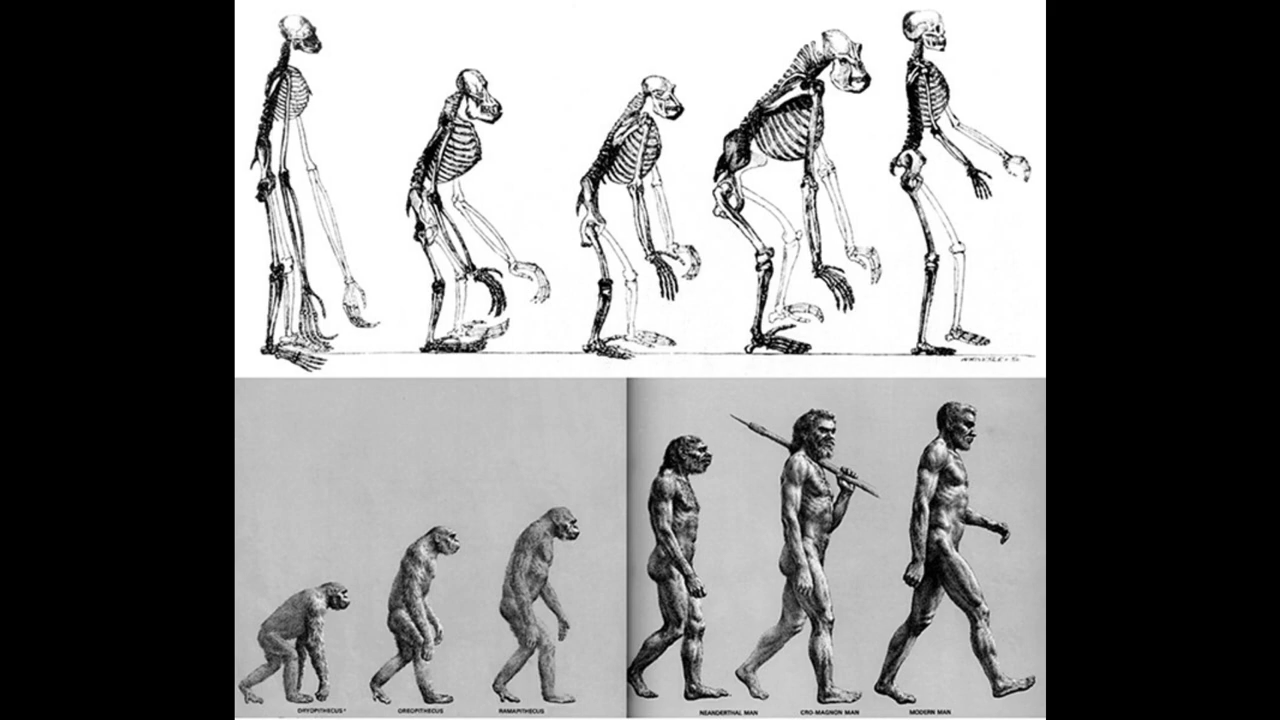 DRYOPITHECUS
OREOPITHECUS
RAMAPITHECUS
NEANDERTHAL MAN
CRO-MAGNON MAN
MODERN MAN